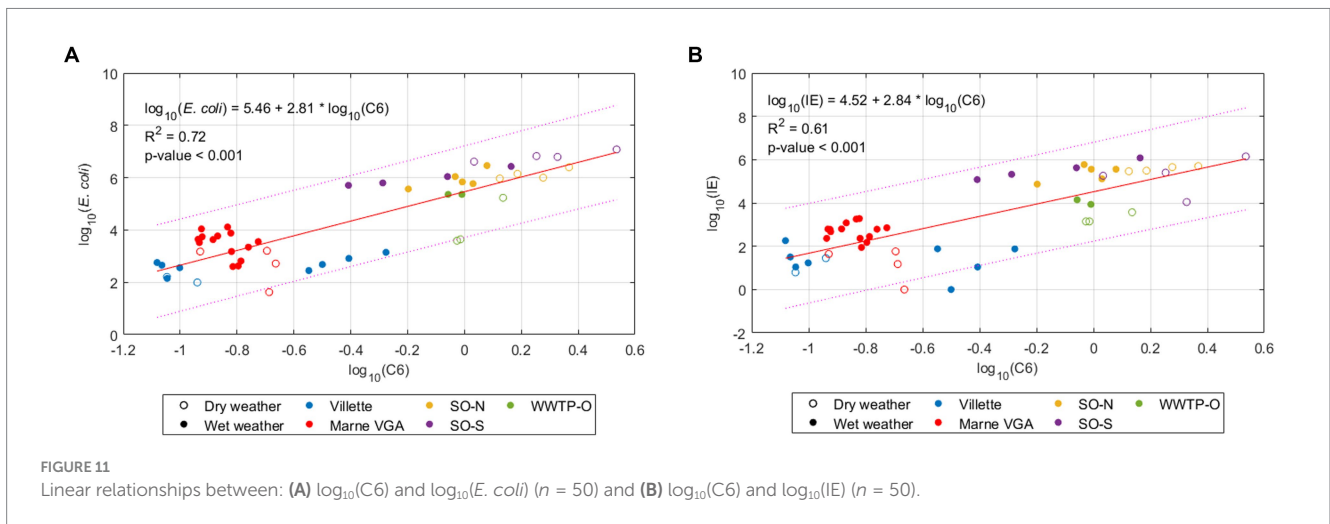 A
log₁₀(E. coli) = 5.46 + 2.81 * log₁₀(C6)
R² = 0.72
p-value < 0.001
log₁₀(E. coli)
10
8
6
4
2
0
-1.2 -1 -0.8 -0.6 -0.4 -0.2 0 0.2 0.4 0.6
log₁₀(C6)
Dry weather Villette SO-N WWTP-O
Wet weather Marne VGA SO-S
B
log₁₀(IE) = 4.52 + 2.84 * log₁₀(C6)
R² = 0.61
p-value < 0.001
log₁₀(IE)
10
8
6
4
2
0
-2
-1.2 -1 -0.8 -0.6 -0.4 -0.2 0 0.2 0.4 0.6
log₁₀(C6)
Dry weather Villette SO-N WWTP-O
Wet weather Marne VGA SO-S
FIGURE 11
Linear relationships between: (A) log₁₀(C6) and log₁₀(E. coli) (n = 50) and (B) log₁₀(C6) and log₁₀(IE) (n = 50).